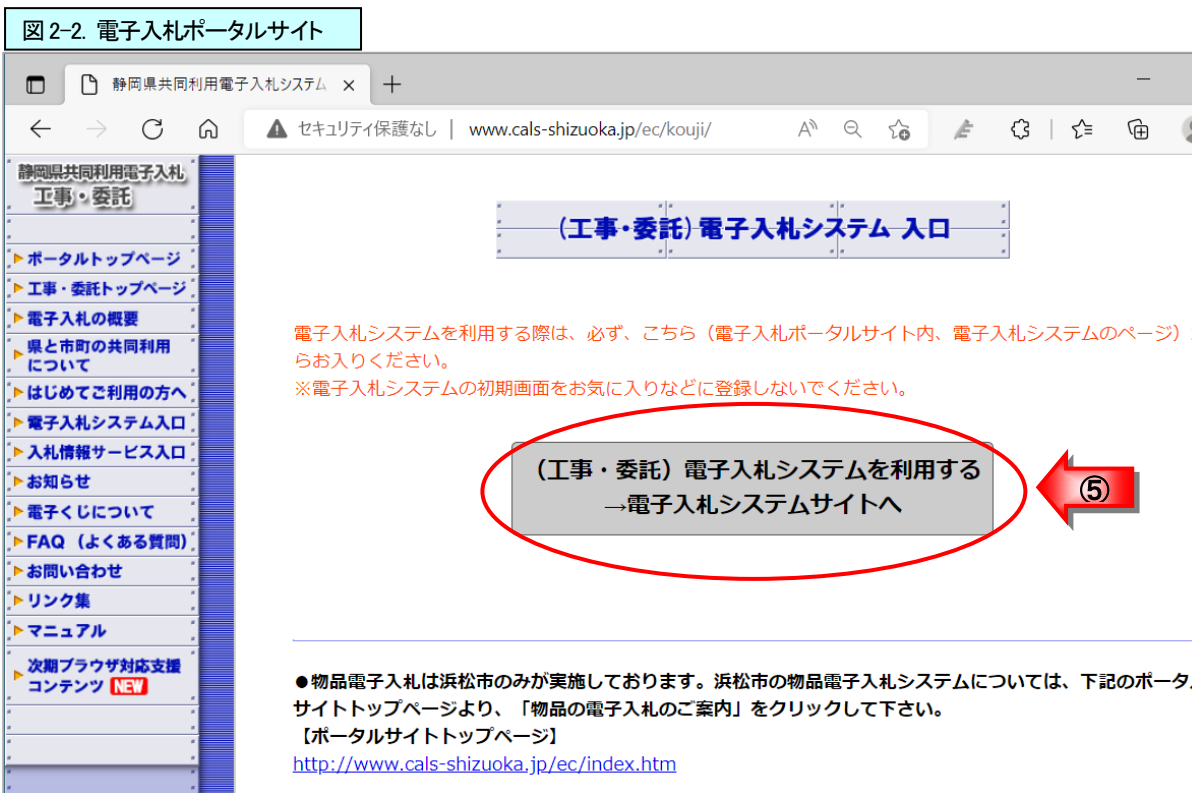 図2-2. 電子入札ポータルサイト
静岡県共同利用電子入札システム
セキュリティ保護なし | www.cals-shizuoka.jp/ec/kouji/
静岡県共同利用電子入札
工事・委託
ポータルトップページ
工事・委託トップページ
電子入札の概要
県と市町の共同利用
について
はじめてご利用の方へ
電子入札システム入口
入札情報サービス入口
お知らせ
電子くじについて
FAQ（よくある質問）
お問い合わせ
リンク集
マニュアル
次期ブラウザ対応支援
コンテンツ NEW
（工事・委託）電子入札システム 入口
電子入札システムを利用する際は、必ず、こちら（電子入札ポータルサイト内、電子入札システムのページ）
らお入りください。
※電子入札システムの初期画面をお気に入りなどに登録しないでください。
（工事・委託）電子入札システムを利用する
→電子入札システムサイトへ
⑤
●物品電子入札は浜松市のみが実施しております。浜松市の物品電子入札システムについては、下記のポータ
サイトトップページより、「物品の電子入札のご案内」をクリックして下さい。
【ポータルサイトトップページ】
http://www.cals-shizuoka.jp/ec/index.htm